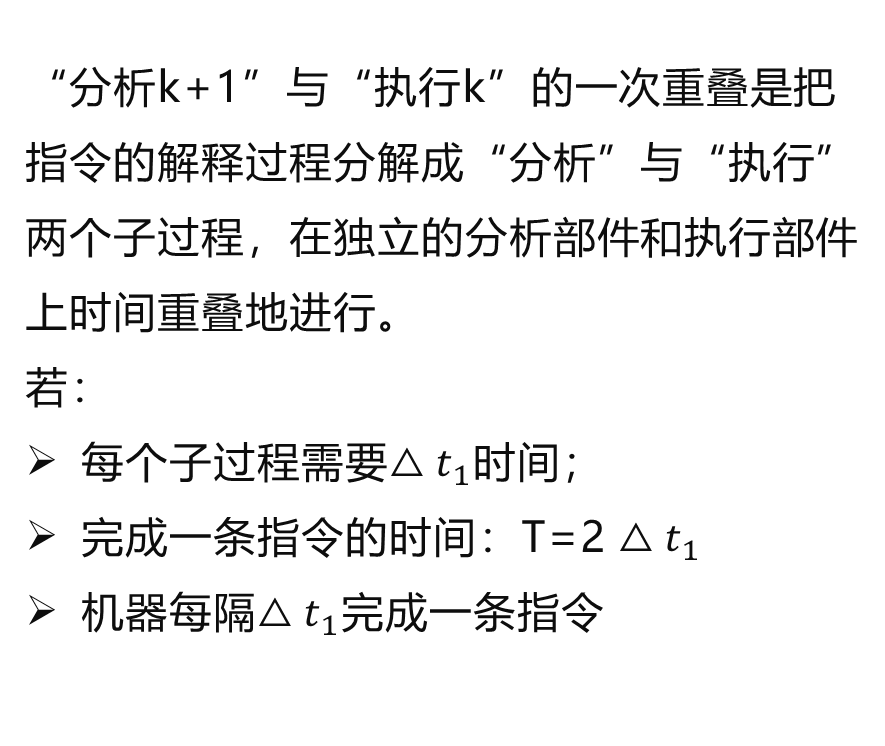 “分析k+1”与“执行k”的一次重叠是把
指令的解释过程分解成“分析”与“执行”
两个子过程，在独立的分析部件和执行部件
上时间重叠地进行。
若：
➢ 每个子过程需要△ t₁时间；
➢ 完成一条指令的时间：T=2 △ t₁
➢ 机器每隔△ t₁完成一条指令